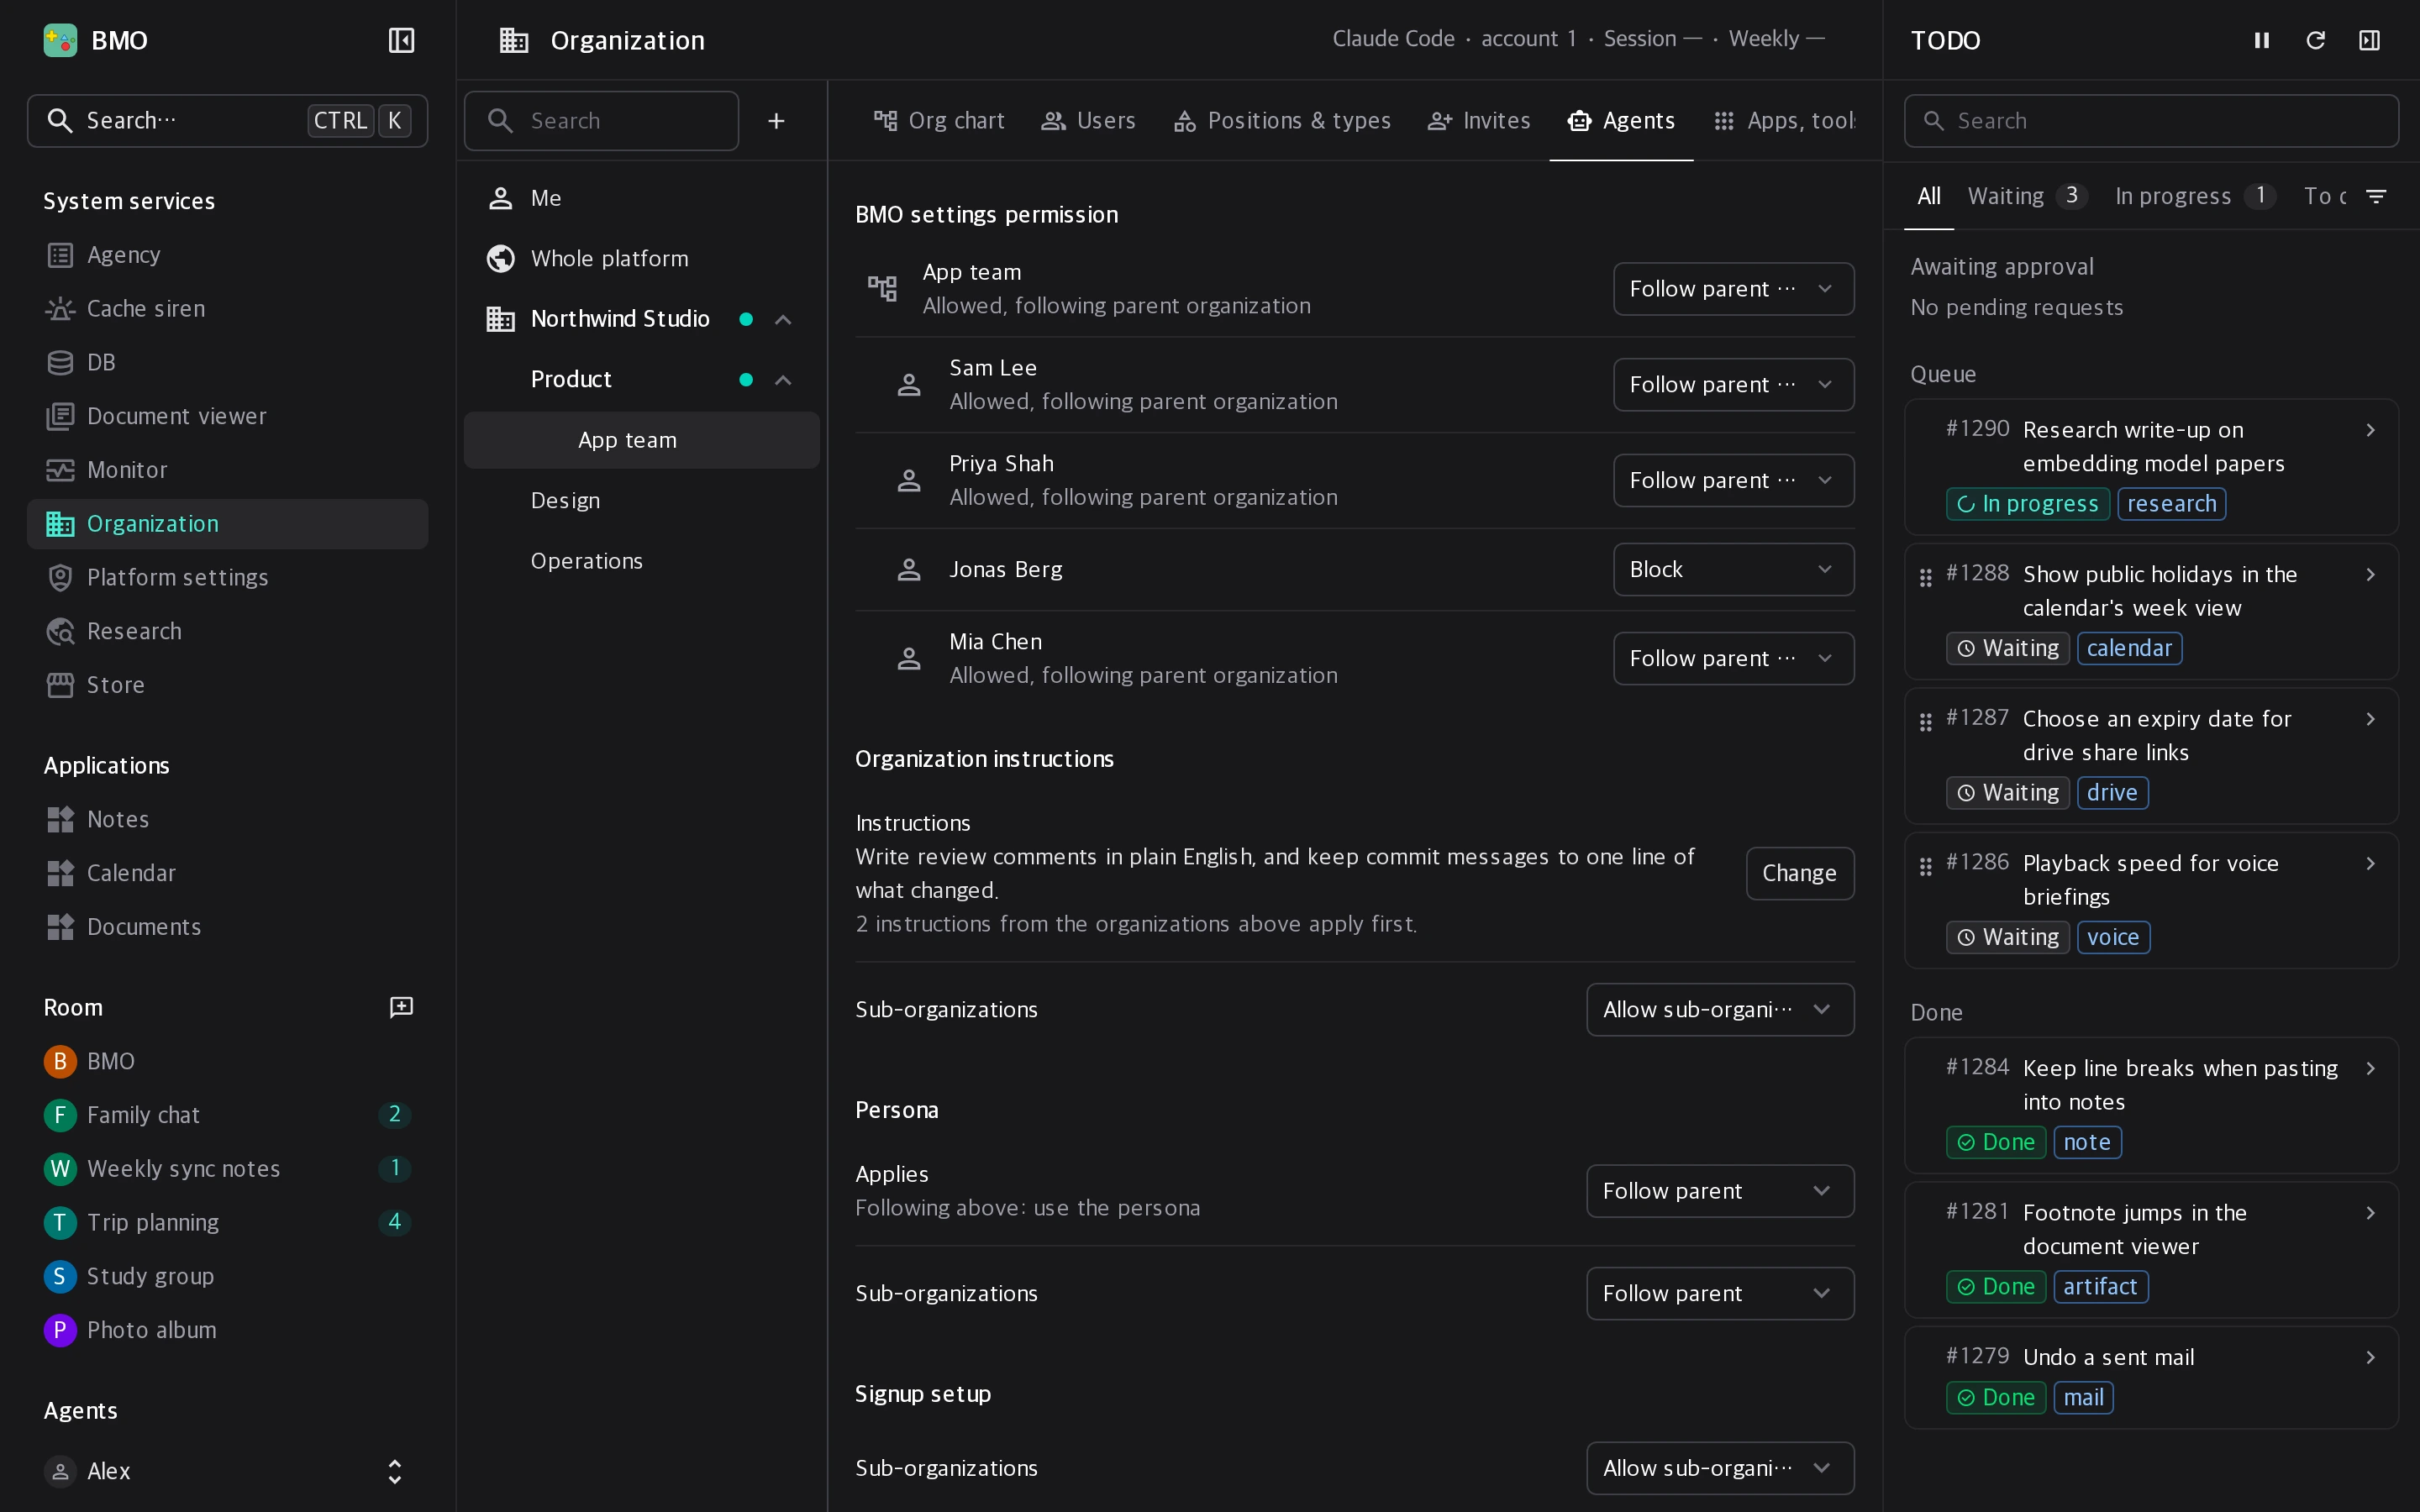 BMO
Search…
CTRL K
System services
Agency
Cache siren
DB
Document viewer
Monitor
Organization
Platform settings
Research
Store
Applications
Notes
Calendar
Documents
Room
B BMO
F Family chat 2
W Weekly sync notes 1
T Trip planning 4
S Study group
P Photo album
Agents
Alex
Organization
Claude Code · account 1 · Session — · Weekly —
Search
Me
Whole platform
Northwind Studio
Product
App team
Design
Operations
Org chart
Users
Positions & types
Invites
Agents
Apps, tools
BMO settings permission
App team
Allowed, following parent organization
Follow parent …
Sam Lee
Allowed, following parent organization
Follow parent …
Priya Shah
Allowed, following parent organization
Follow parent …
Jonas Berg
Block
Mia Chen
Allowed, following parent organization
Follow parent …
Organization instructions
Instructions
Write review comments in plain English, and keep commit messages to one line of
what changed.
2 instructions from the organizations above apply first.
Change
Sub-organizations
Allow sub-organi…
Persona
Applies
Following above: use the persona
Follow parent
Sub-organizations
Follow parent
Signup setup
Sub-organizations
Allow sub-organi…
TODO
Search
All
Waiting 3
In progress 1
To
Awaiting approval
No pending requests
Queue
#1290 Research write-up on
embedding model papers
In progress research
#1288 Show public holidays in the
calendar's week view
Waiting calendar
#1287 Choose an expiry date for
drive share links
Waiting drive
#1286 Playback speed for voice
briefings
Waiting voice
Done
#1284 Keep line breaks when pasting
into notes
Done note
#1281 Footnote jumps in the
document viewer
Done artifact
#1279 Undo a sent mail
Done mail